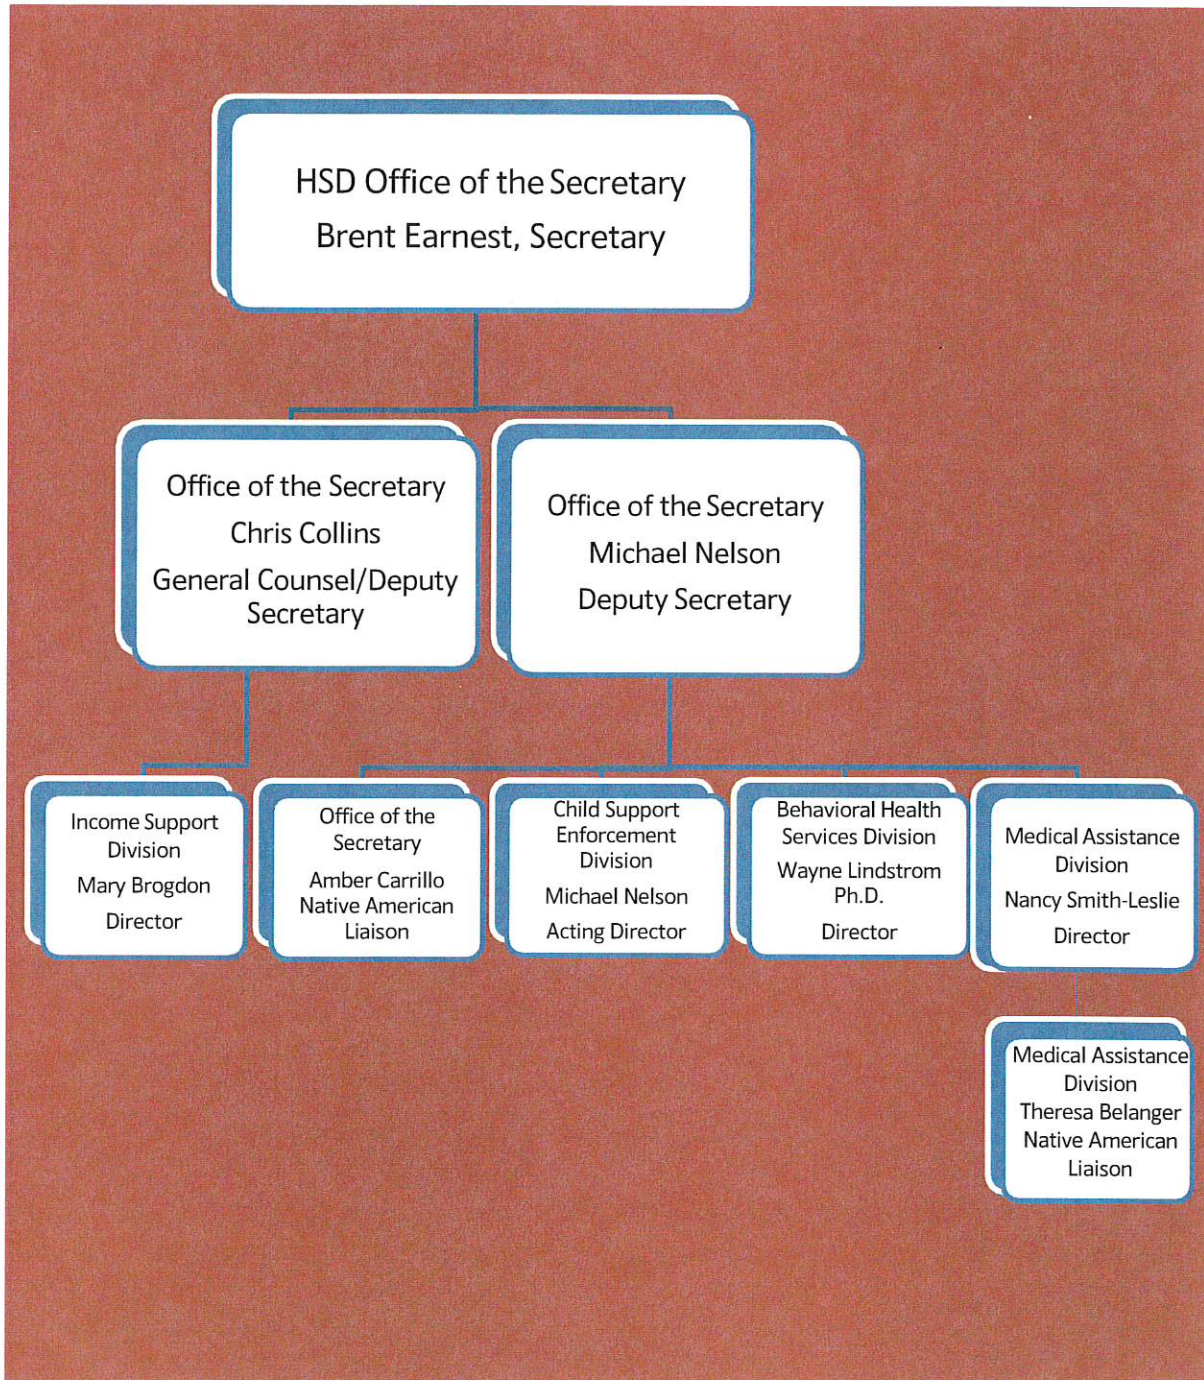 HSD Office of the Secretary
Brent Earnest, Secretary
Office of the Secretary
Chris Collins
General Counsel/Deputy
Secretary
Office of the Secretary
Michael Nelson
Deputy Secretary
Income Support
Division
Mary Brogdon
Director
Office of the
Secretary
Amber Carrillo
Native American
Liaison
Child Support
Enforcement
Division
Michael Nelson
Acting Director
Behavioral Health
Services Division
Wayne Lindstrom
Ph.D.
Director
Medical Assistance
Division
Nancy Smith-Leslie
Director
Medical Assistance
Division
Theresa Belanger
Native American
Liaison